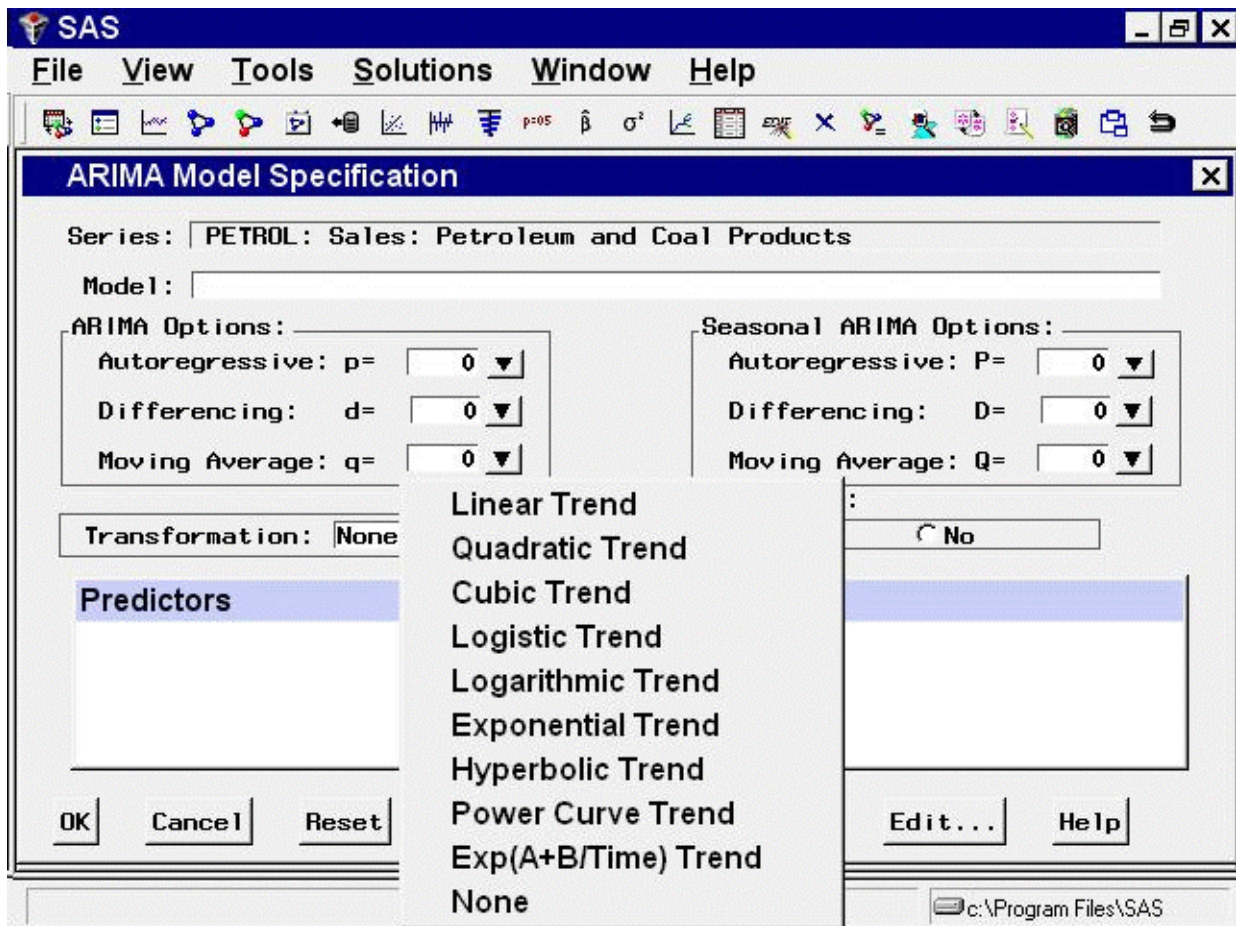 SAS
File View Tools Solutions Window Help
p=05 β̂ σ² EDIT
ARIMA Model Specification
Series: PETROL: Sales: Petroleum and Coal Products
Model:
ARIMA Options: Seasonal ARIMA Options:
Autoregressive: p= 0 Autoregressive: P= 0
Differencing: d= 0 Differencing: D= 0
Moving Average: q= 0 Moving Average: Q= 0
Transformation: None : No
Predictors
Linear Trend
Quadratic Trend
Cubic Trend
Logistic Trend
Logarithmic Trend
Exponential Trend
Hyperbolic Trend
Power Curve Trend
Exp(A+B/Time) Trend
None
OK Cancel Reset Edit... Help
c:\Program Files\SAS